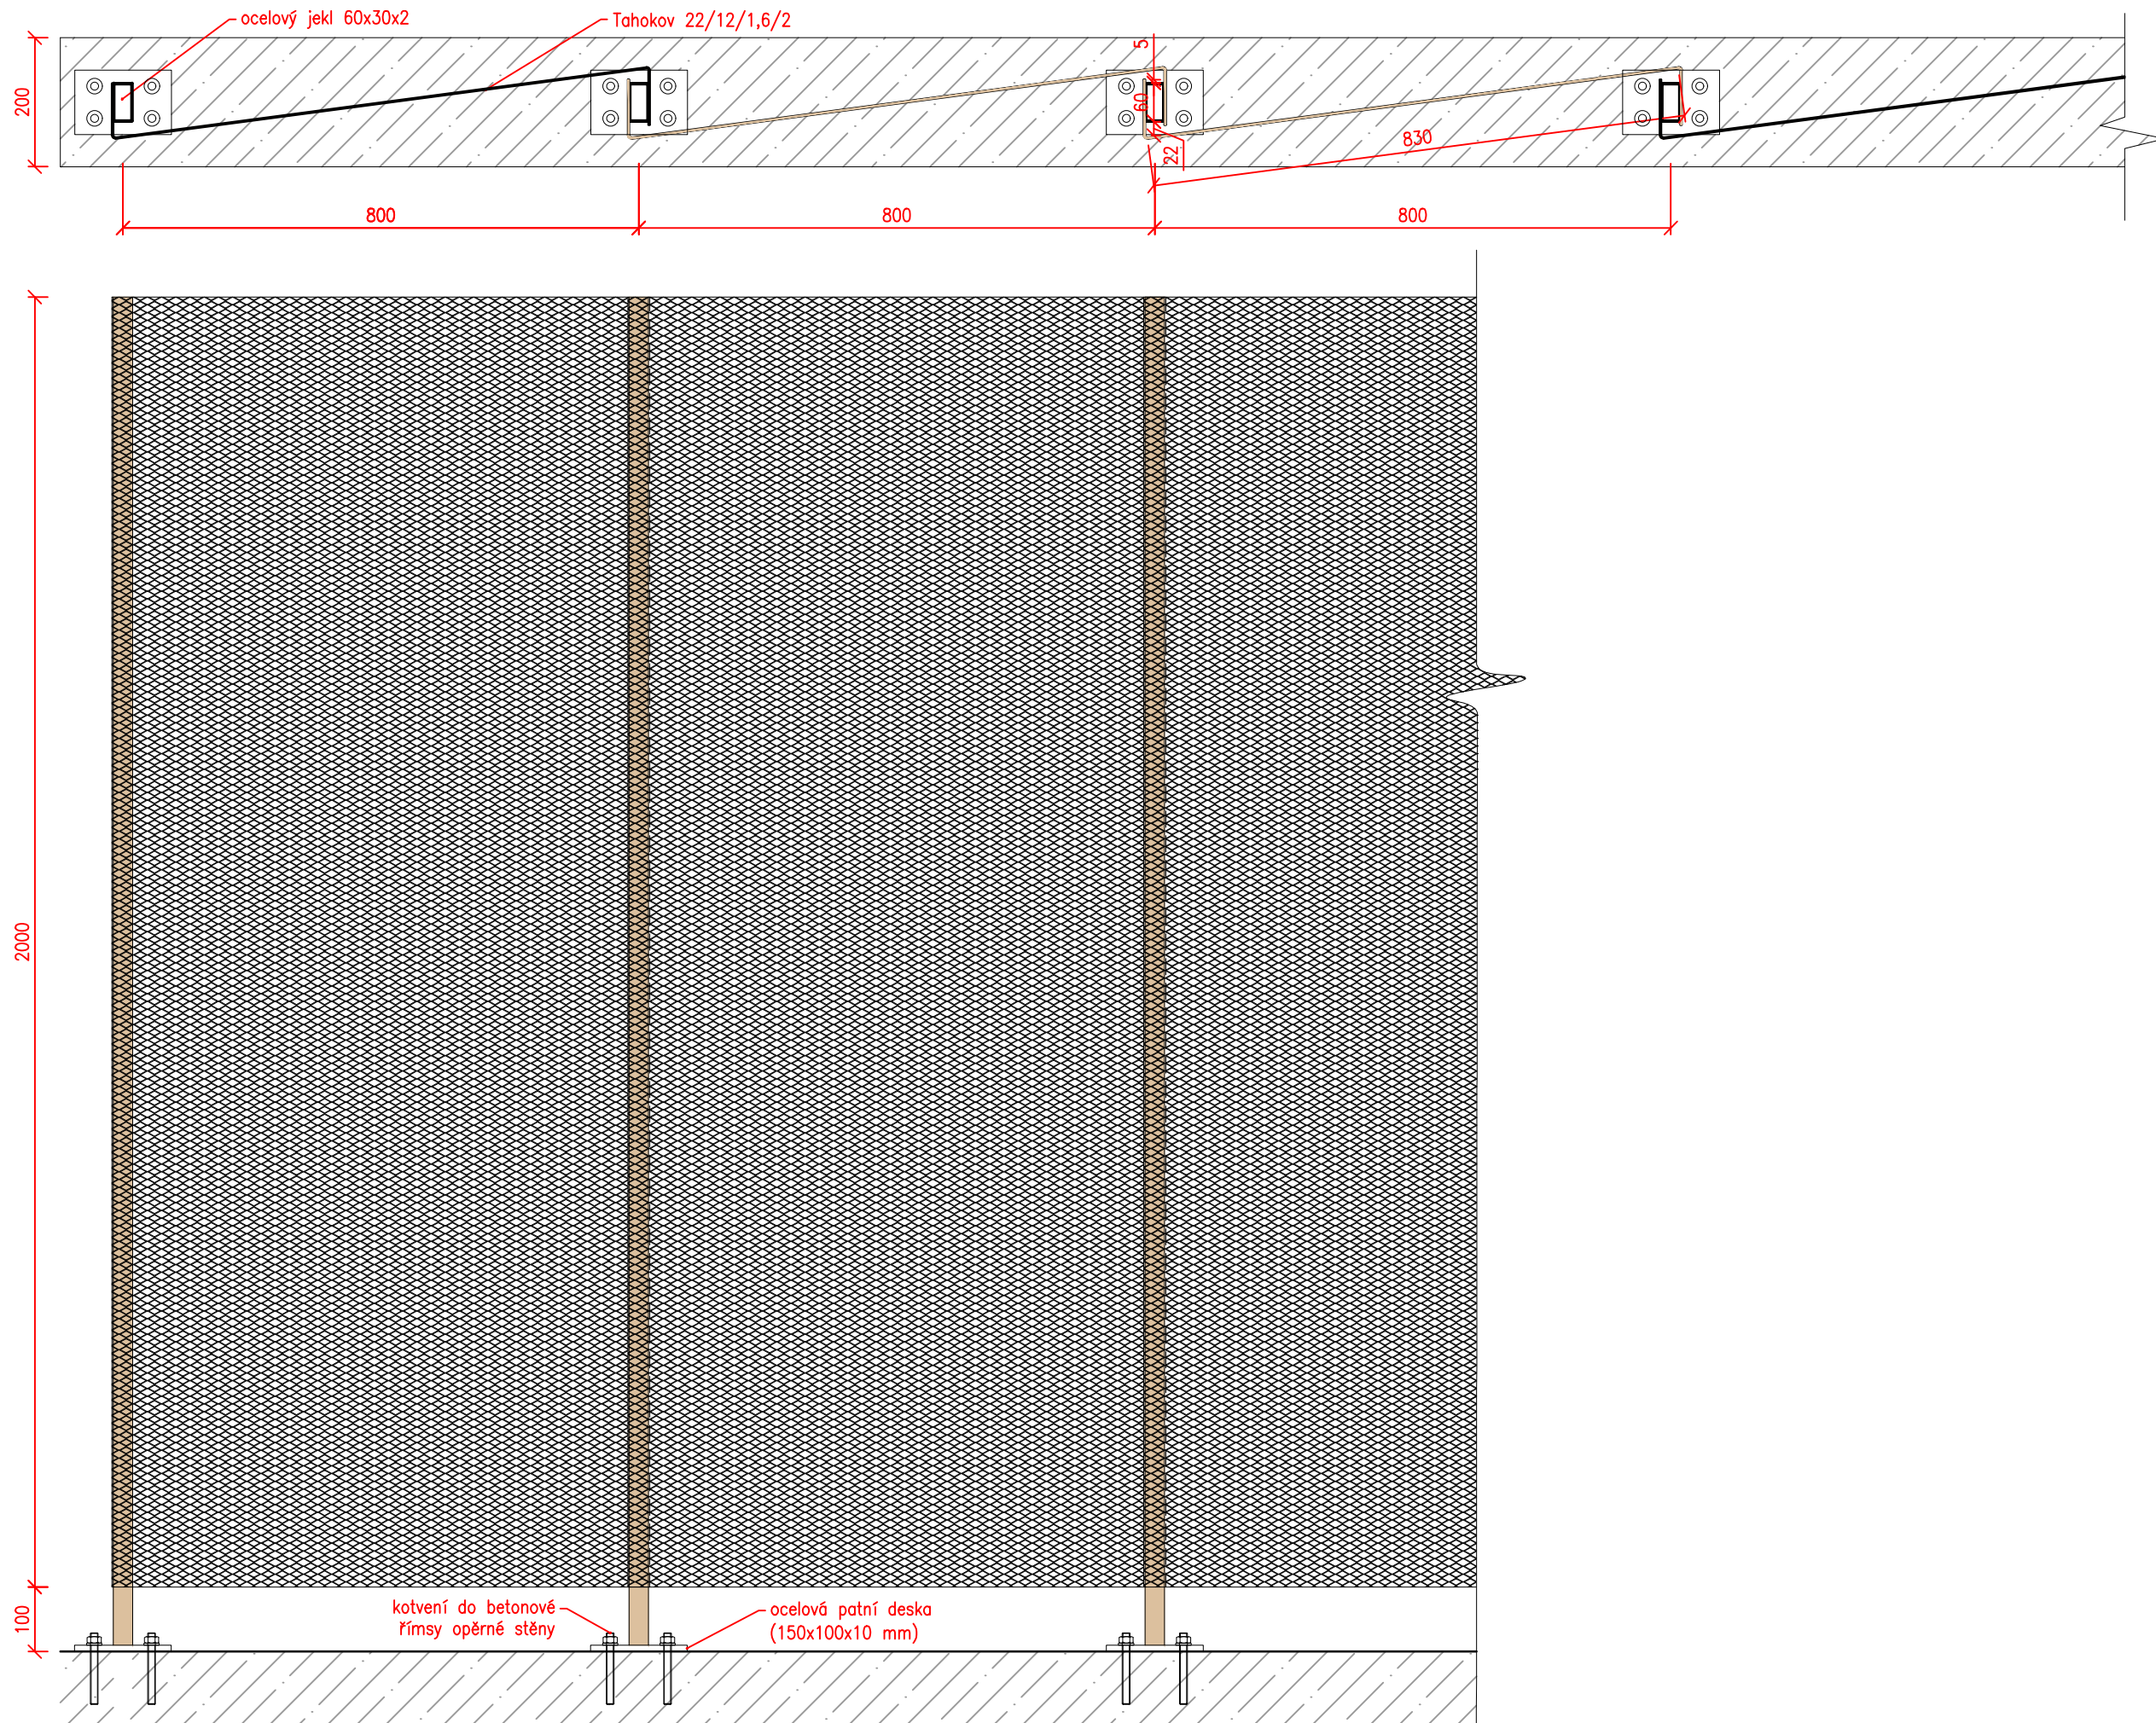 ocelový jekl 60x30x2
Tahokov 22/12/1,6/2
200
5
60
22
830
800
800
800
2000
100
kotvení do betonové
římsy opěrné stěny
ocelová patní deska
(150x100x10 mm)